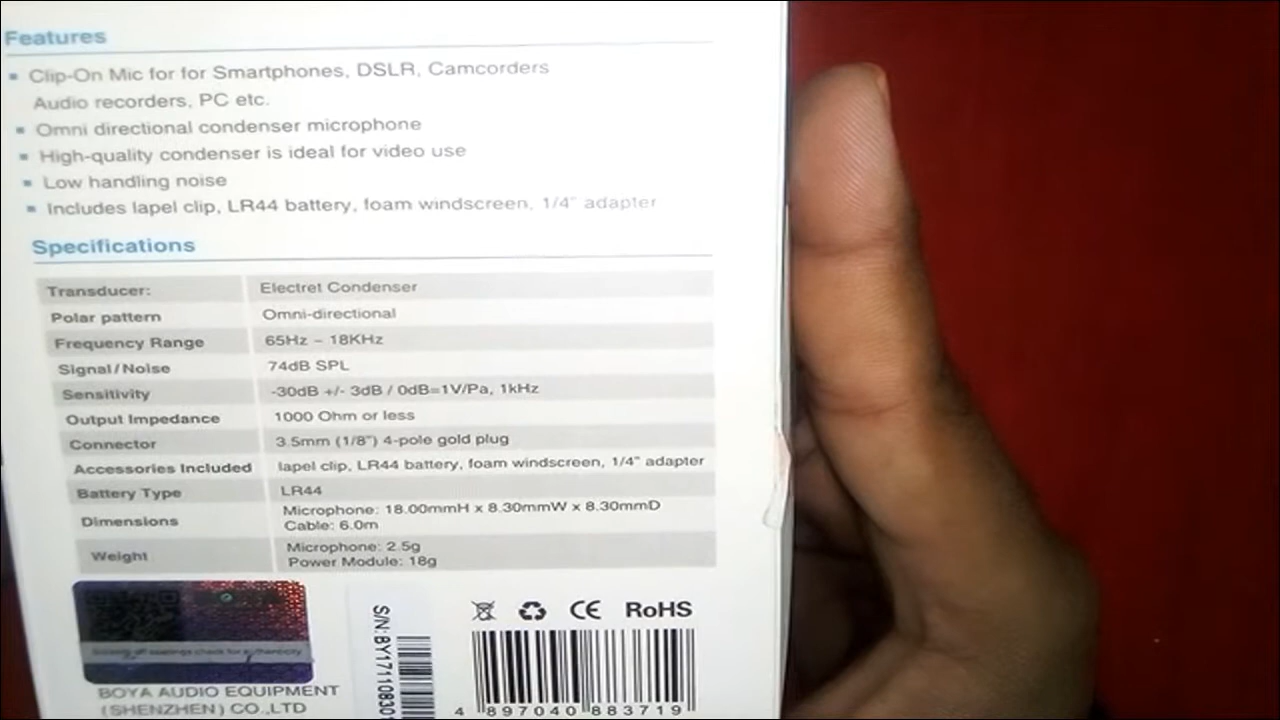 Features
▪ Clip-On Mic for for Smartphones, DSLR, Camcorders
Audio recorders, PC etc.
▪ Omni directional condenser microphone
▪ High-quality condenser is ideal for video use
▪ Low handling noise
▪ Includes lapel clip, LR44 battery, foam windscreen, 1/4" adapter
Specifications
Transducer: Electret Condenser
Polar pattern Omni-directional
Frequency Range 65Hz – 18KHz
Signal/Noise 74dB SPL
Sensitivity -30dB +/- 3dB / 0dB=1V/Pa, 1kHz
Output Impedance 1000 Ohm or less
Connector 3.5mm (1/8") 4-pole gold plug
Accessories Included lapel clip, LR44 battery, foam windscreen, 1/4" adapter
Battery Type LR44
Dimensions Microphone: 18.00mmH x 8.30mmW x 8.30mmD
Cable: 6.0m
Weight Microphone: 2.5g
Power Module: 18g
CE RoHS
S/N:BY1711083
check for authenticity
BOYA AUDIO EQUIPMENT
(SHENZHEN) CO.,LTD
4 897040 883719